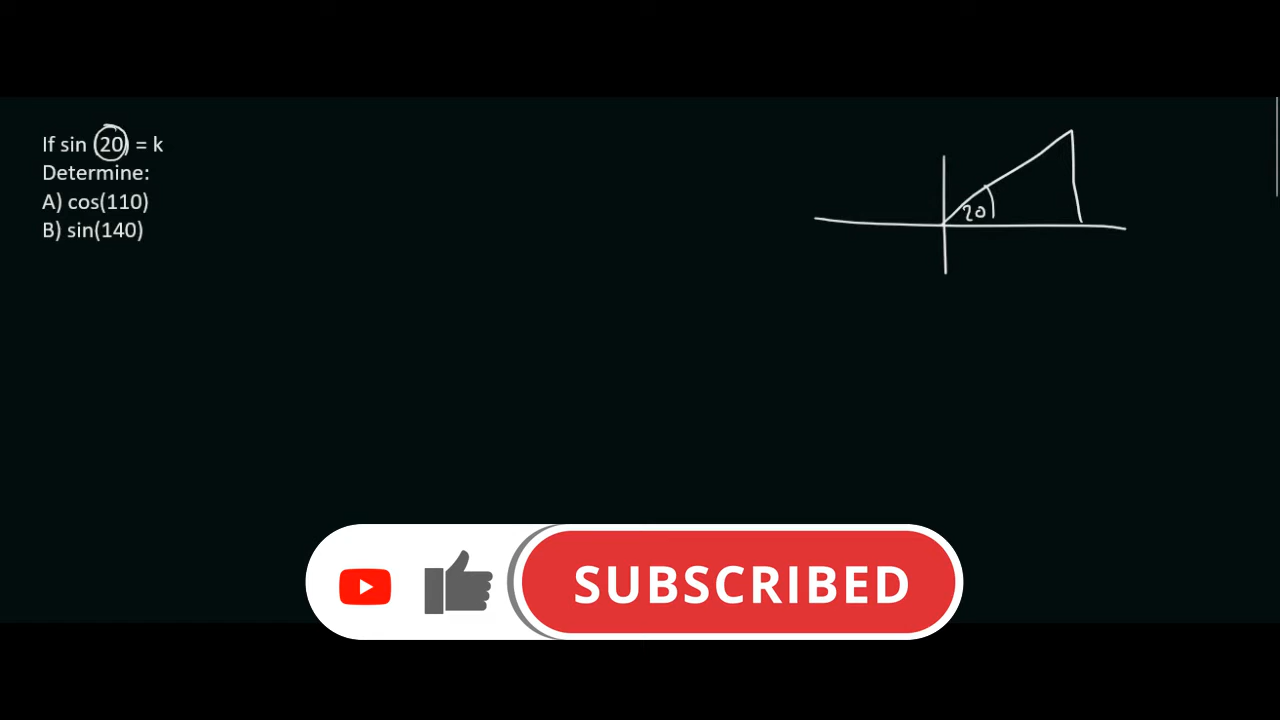 If sin (20) = k
Determine:
A) cos(110)
B) sin(140)
20
SUBSCRIBED